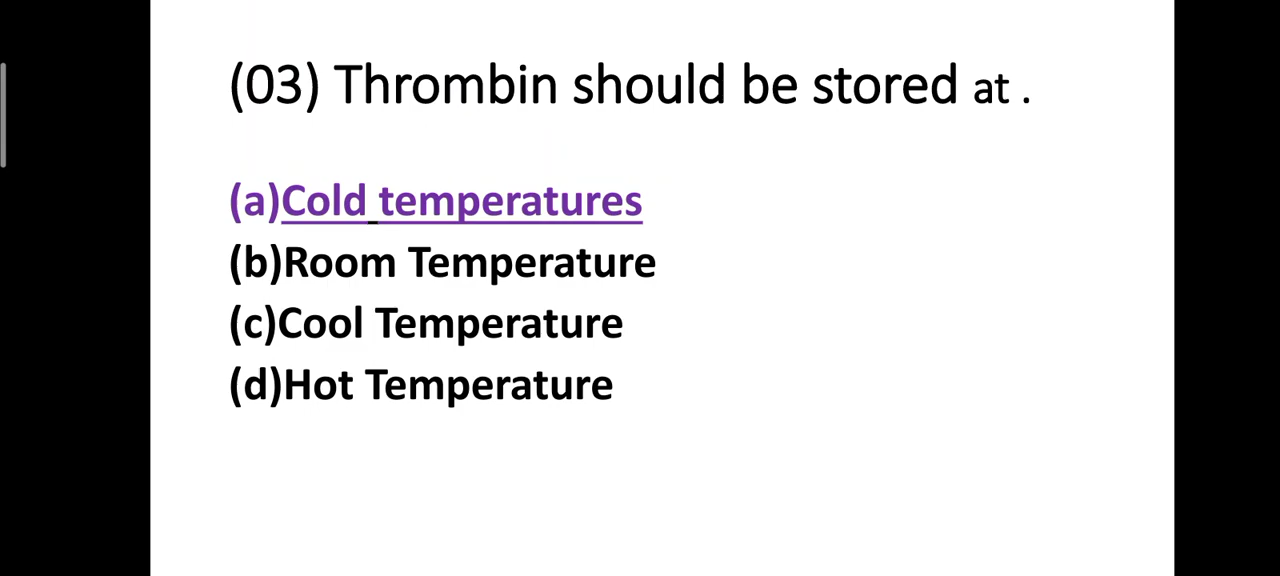 (03) Thrombin should be stored at .
(a)Cold temperatures
(b)Room Temperature
(c)Cool Temperature
(d)Hot Temperature